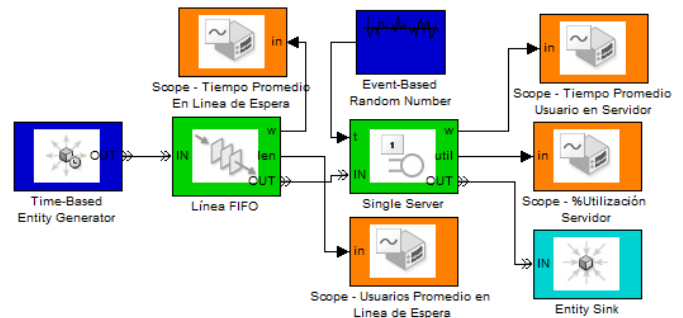 in
w
in
Scope - Tiempo Promedio
En Linea de Espera
Event-Based
Random Number
Scope - Tiempo Promedio
Usuario en Servidor
OUT
IN
w
len
OUT
t
IN
1
w
util
OUT
in
Time-Based
Entity Generator
Línea FIFO
Single Server
Scope - %Utilización
Servidor
in
IN
Scope - Usuarios Promedio en
Linea de Espera
Entity Sink